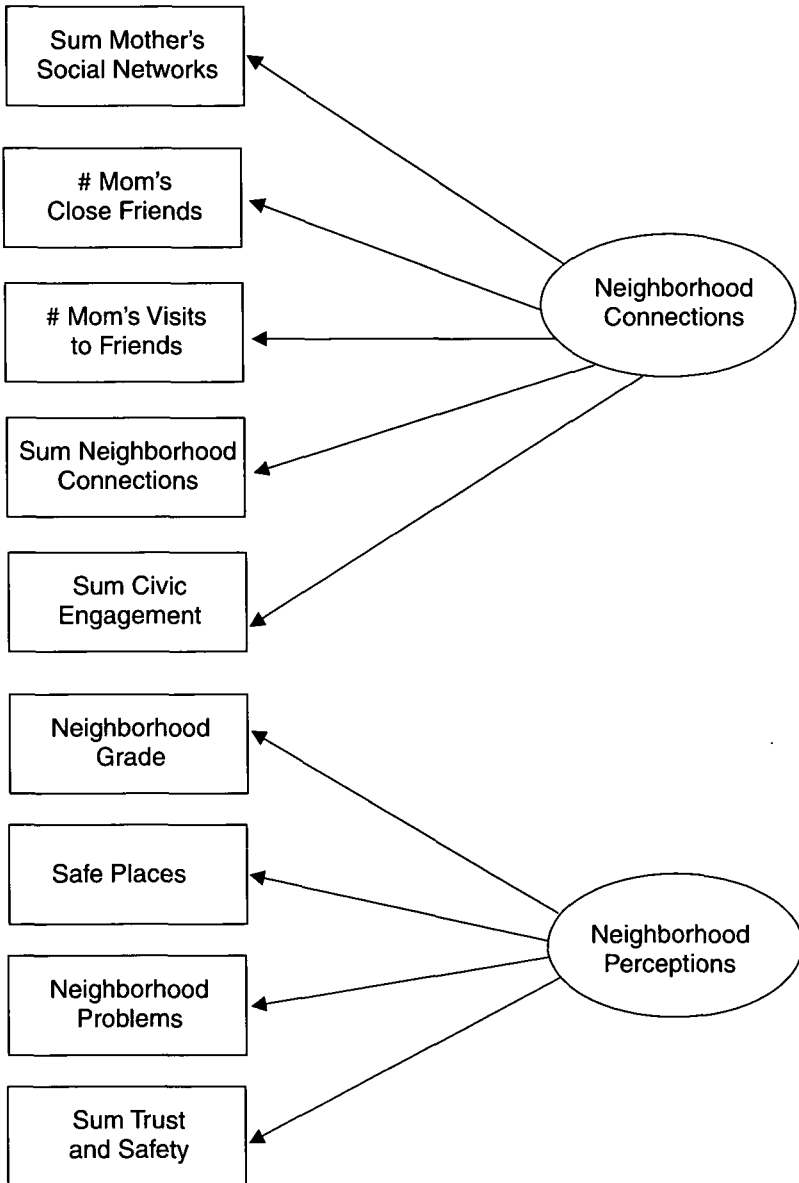 Sum Mother's
Social Networks
# Mom's
Close Friends
# Mom's Visits
to Friends
Sum Neighborhood
Connections
Sum Civic
Engagement
Neighborhood
Connections
Neighborhood
Grade
Safe Places
Neighborhood
Problems
Sum Trust
and Safety
Neighborhood
Perceptions